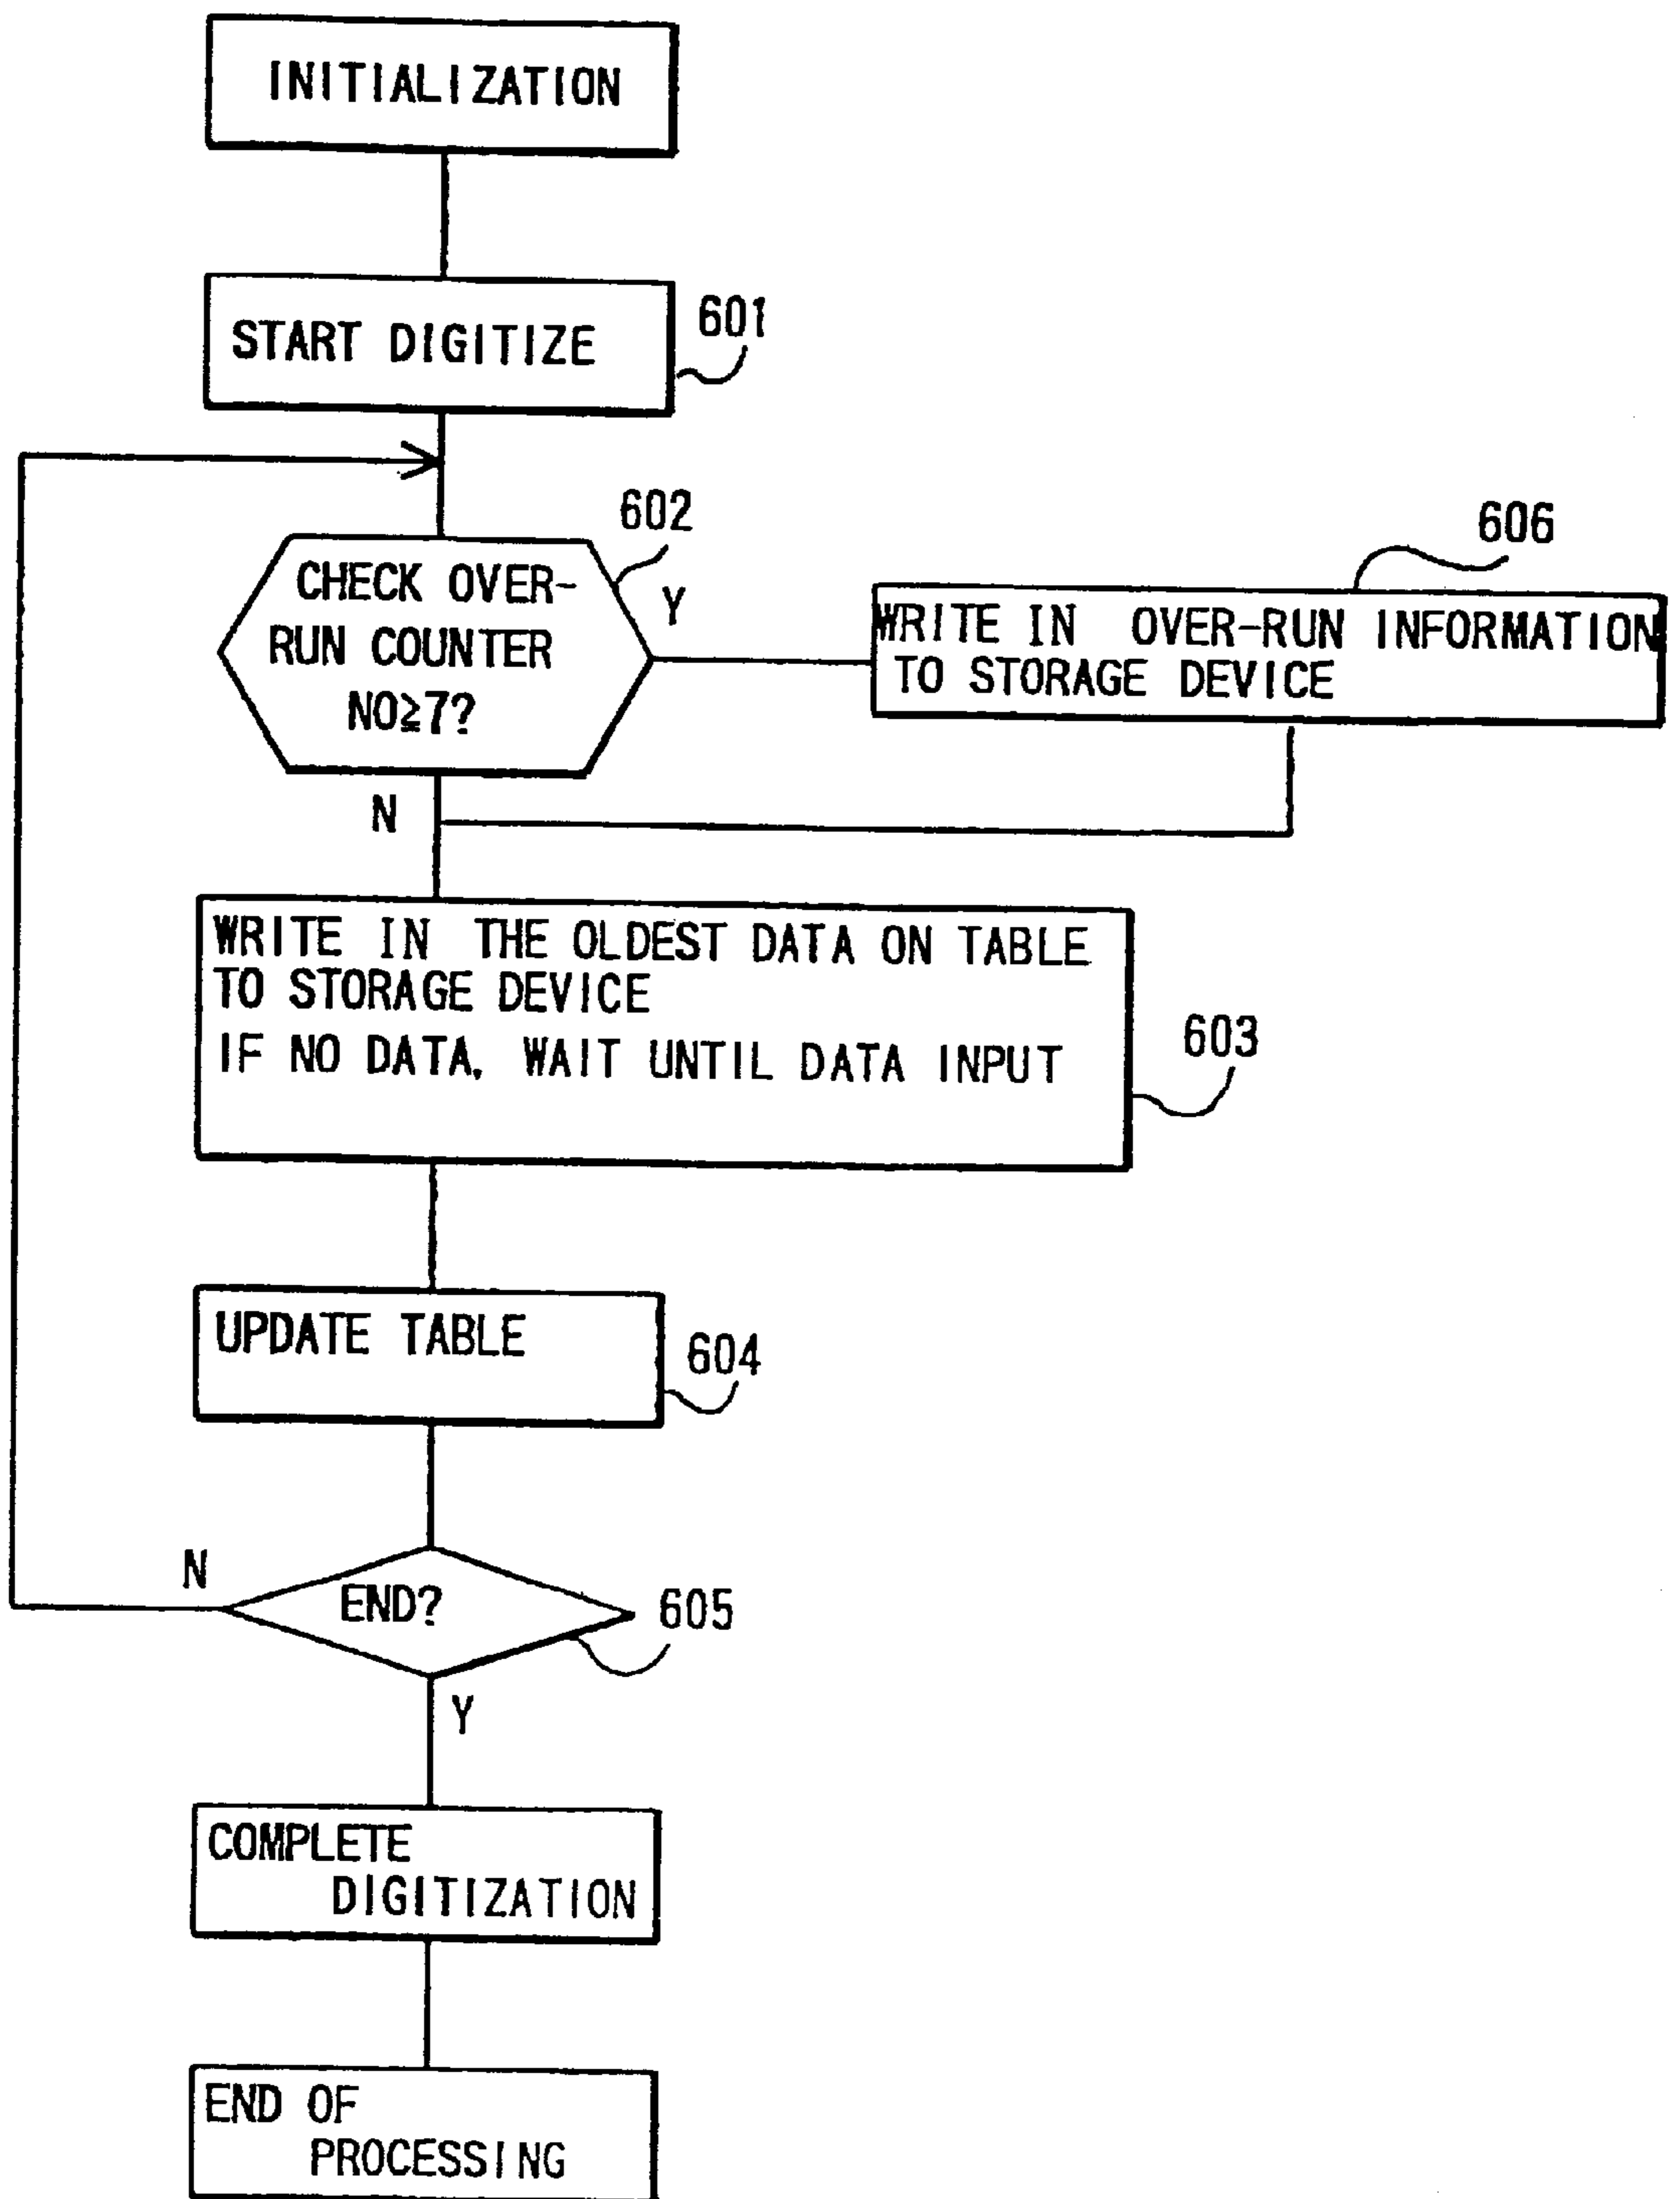 INITIALIZATION
START DIGITIZE
601
CHECK OVER-
RUN COUNTER
NO≧7?
602
Y
N
606
WRITE IN OVER-RUN INFORMATION
TO STORAGE DEVICE
WRITE IN THE OLDEST DATA ON TABLE
TO STORAGE DEVICE
IF NO DATA, WAIT UNTIL DATA INPUT
603
UPDATE TABLE
604
N
END?
605
Y
COMPLETE
DIGITIZATION
END OF
PROCESSING